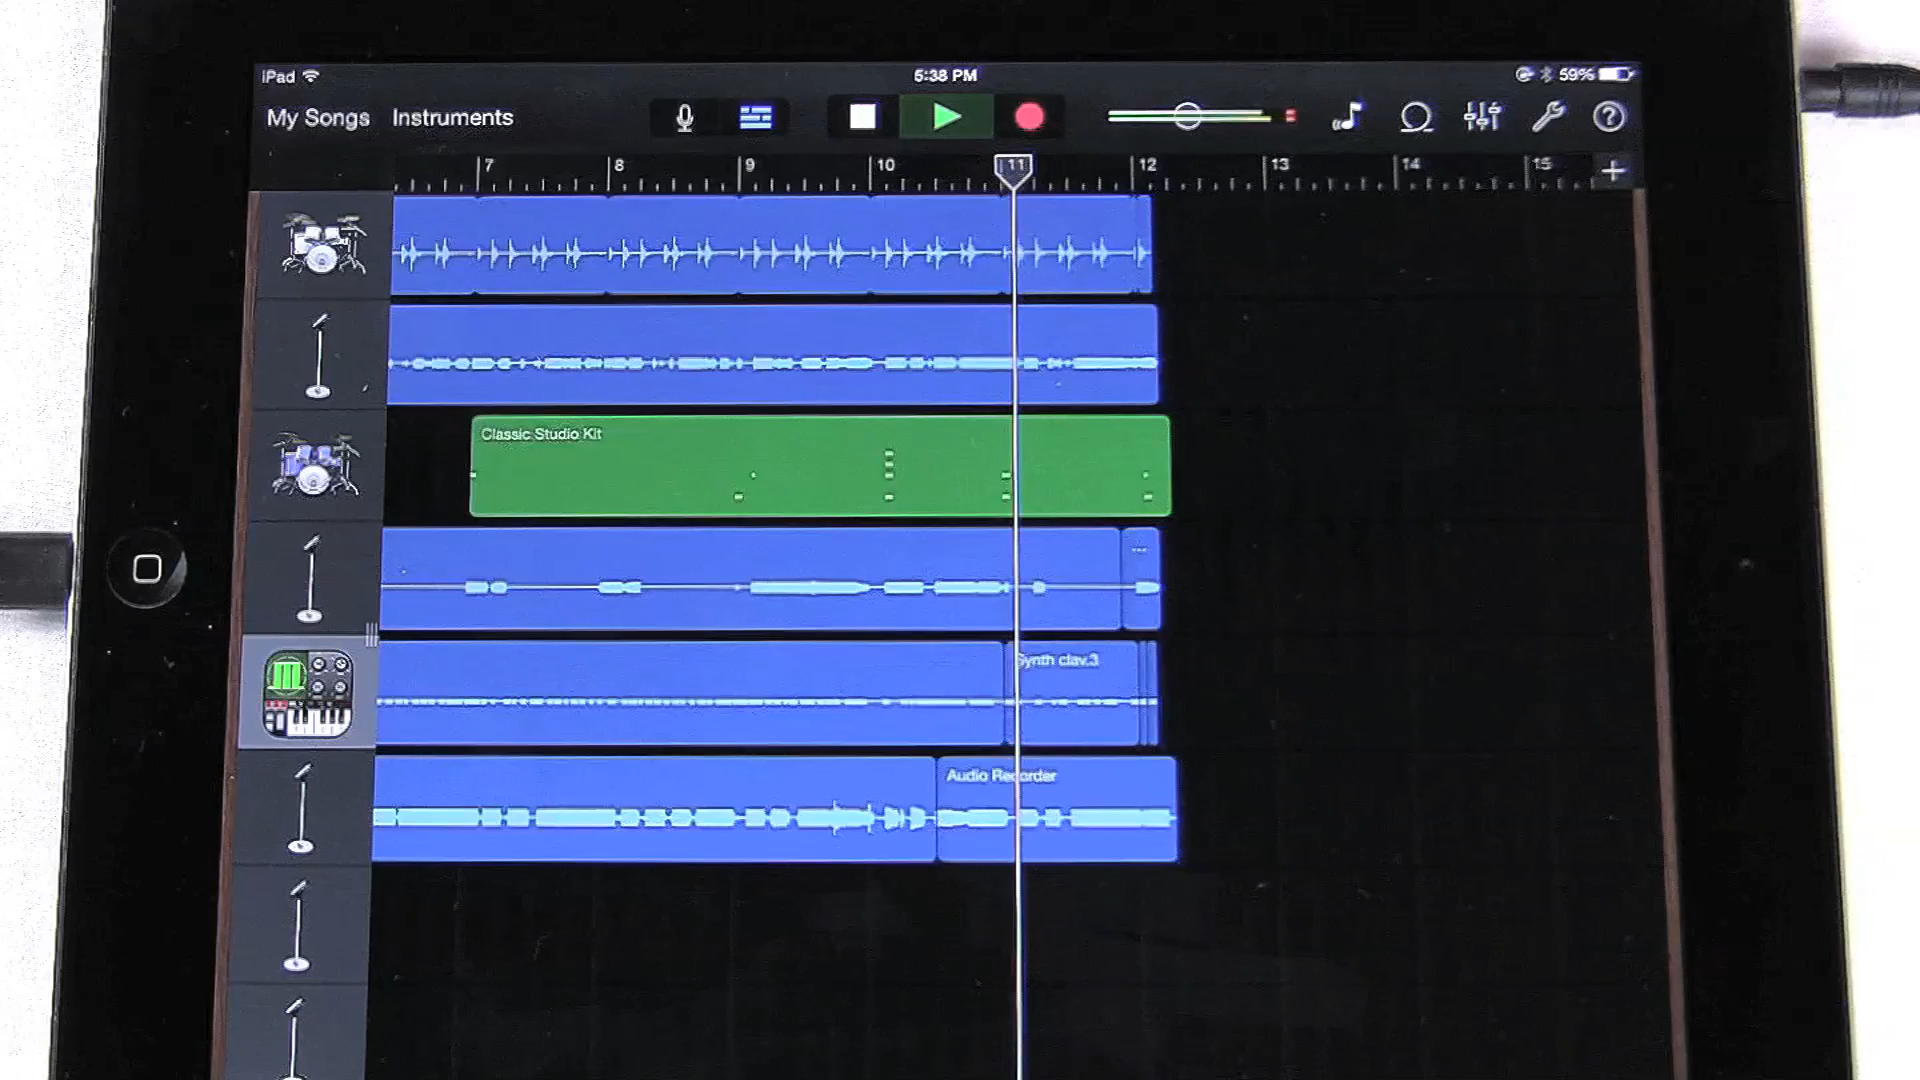 iPad 5:38 PM 59%
My Songs Instruments
7 8 9 10 11 12 13 14 15
Classic Studio Kit
...
Synth clav.3
Audio Recorder